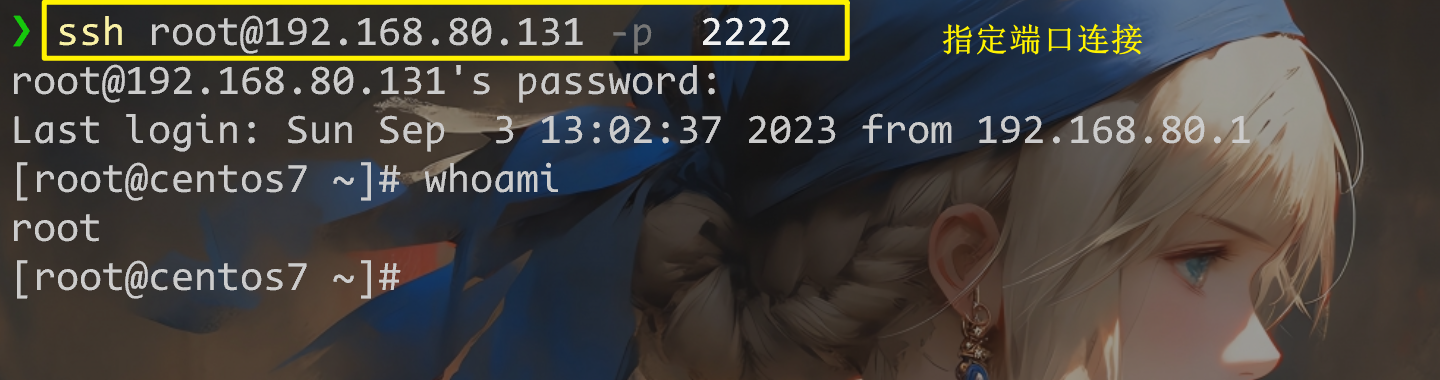 ❯ ssh root@192.168.80.131 -p  2222
指定端口连接
root@192.168.80.131's password:
Last login: Sun Sep  3 13:02:37 2023 from 192.168.80.1
[root@centos7 ~]# whoami
root
[root@centos7 ~]#